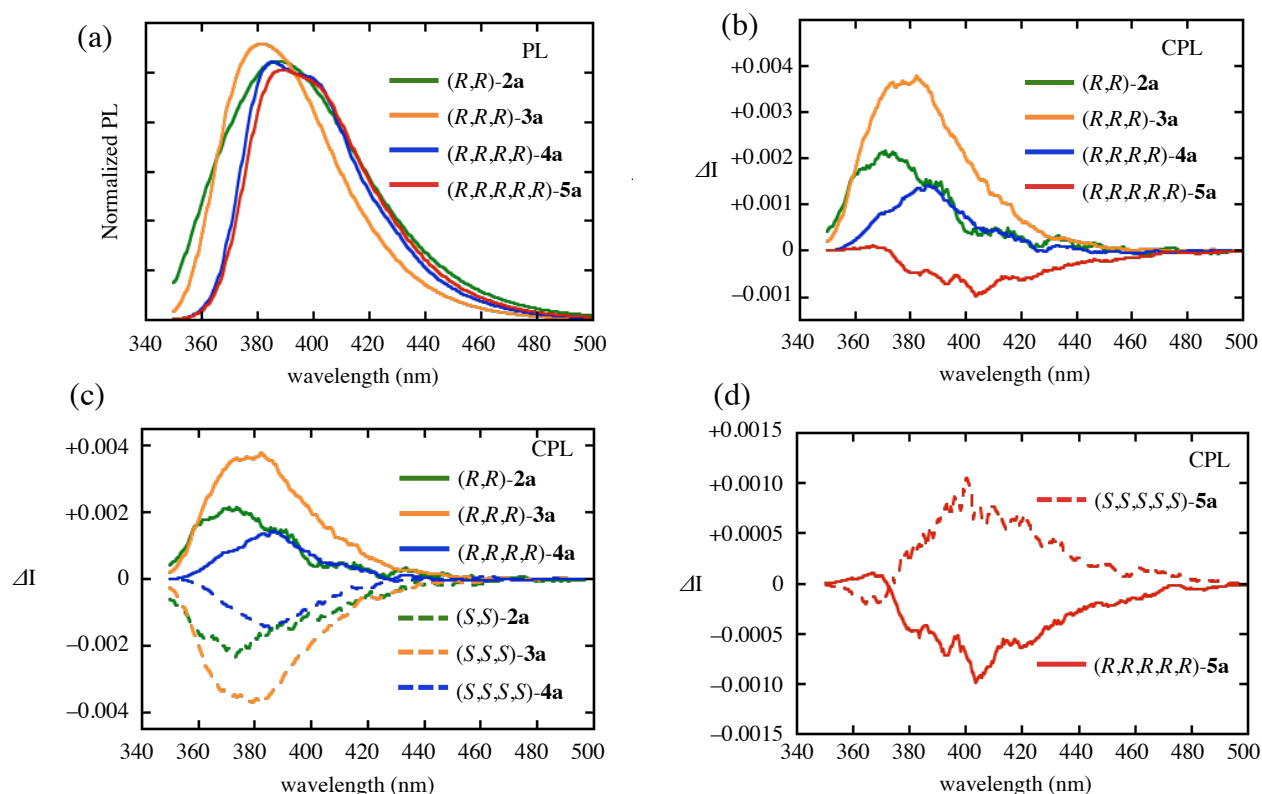 (a)
PL
(R,R)-2a
(R,R,R)-3a
(R,R,R,R)-4a
(R,R,R,R,R)-5a
Normalized PL
340 360 380 400 420 440 460 480 500
wavelength (nm)
(b)
CPL
+0.004
+0.003
+0.002
+0.001
0
−0.001
ΔI
(R,R)-2a
(R,R,R)-3a
(R,R,R,R)-4a
(R,R,R,R,R)-5a
340 360 380 400 420 440 460 480 500
wavelength (nm)
(c)
CPL
+0.004
+0.002
0
−0.002
−0.004
ΔI
(R,R)-2a
(R,R,R)-3a
(R,R,R,R)-4a
(S,S)-2a
(S,S,S)-3a
(S,S,S,S)-4a
340 360 380 400 420 440 460 480 500
wavelength (nm)
(d)
CPL
+0.0015
+0.0010
+0.0005
0
−0.0005
−0.0010
−0.0015
ΔI
(S,S,S,S,S)-5a
(R,R,R,R,R)-5a
340 360 380 400 420 440 460 480 500
wavelength (nm)